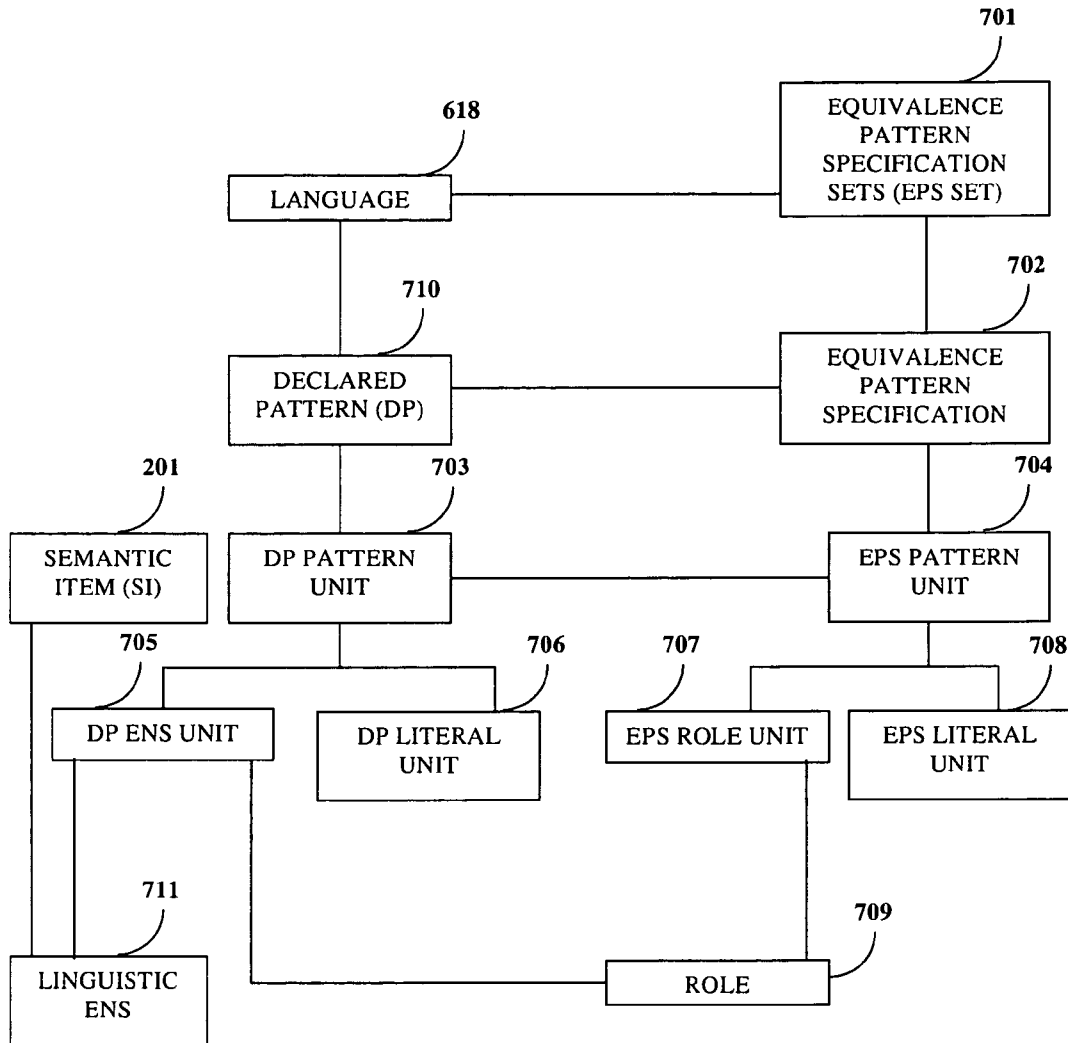 701
EQUIVALENCE
PATTERN
SPECIFICATION
SETS (EPS SET)
618
LANGUAGE
702
EQUIVALENCE
PATTERN
SPECIFICATION
710
DECLARED
PATTERN (DP)
201
SEMANTIC
ITEM (SI)
703
DP PATTERN
UNIT
704
EPS PATTERN
UNIT
705
DP ENS UNIT
706
DP LITERAL
UNIT
707
EPS ROLE UNIT
708
EPS LITERAL
UNIT
711
LINGUISTIC
ENS
709
ROLE